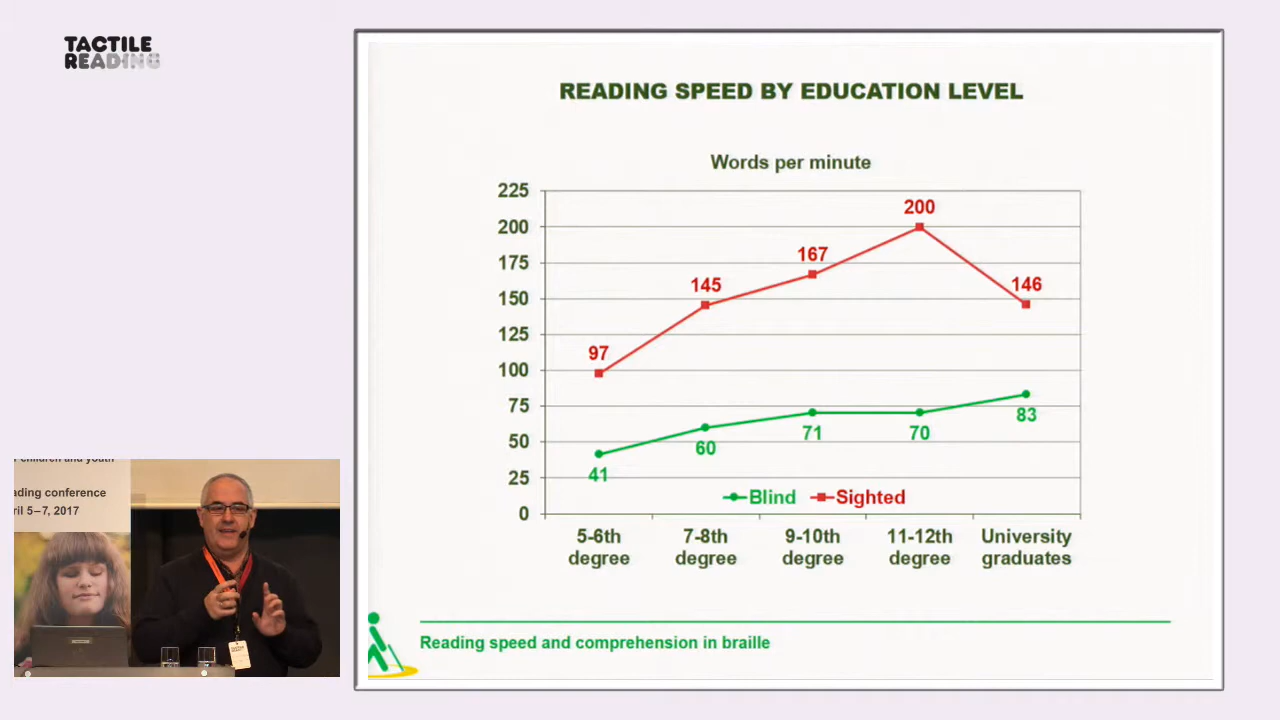 TACTILE
READING
READING SPEED BY EDUCATION LEVEL
Words per minute
225
200
175
150
125
100
75
50
25
0
200
167
145
146
97
83
71
70
60
41
Blind
Sighted
5-6th
degree
7-8th
degree
9-10th
degree
11-12th
degree
University
graduates
Reading speed and comprehension in braille
children and youth
ading conference
ril 5–7, 2017